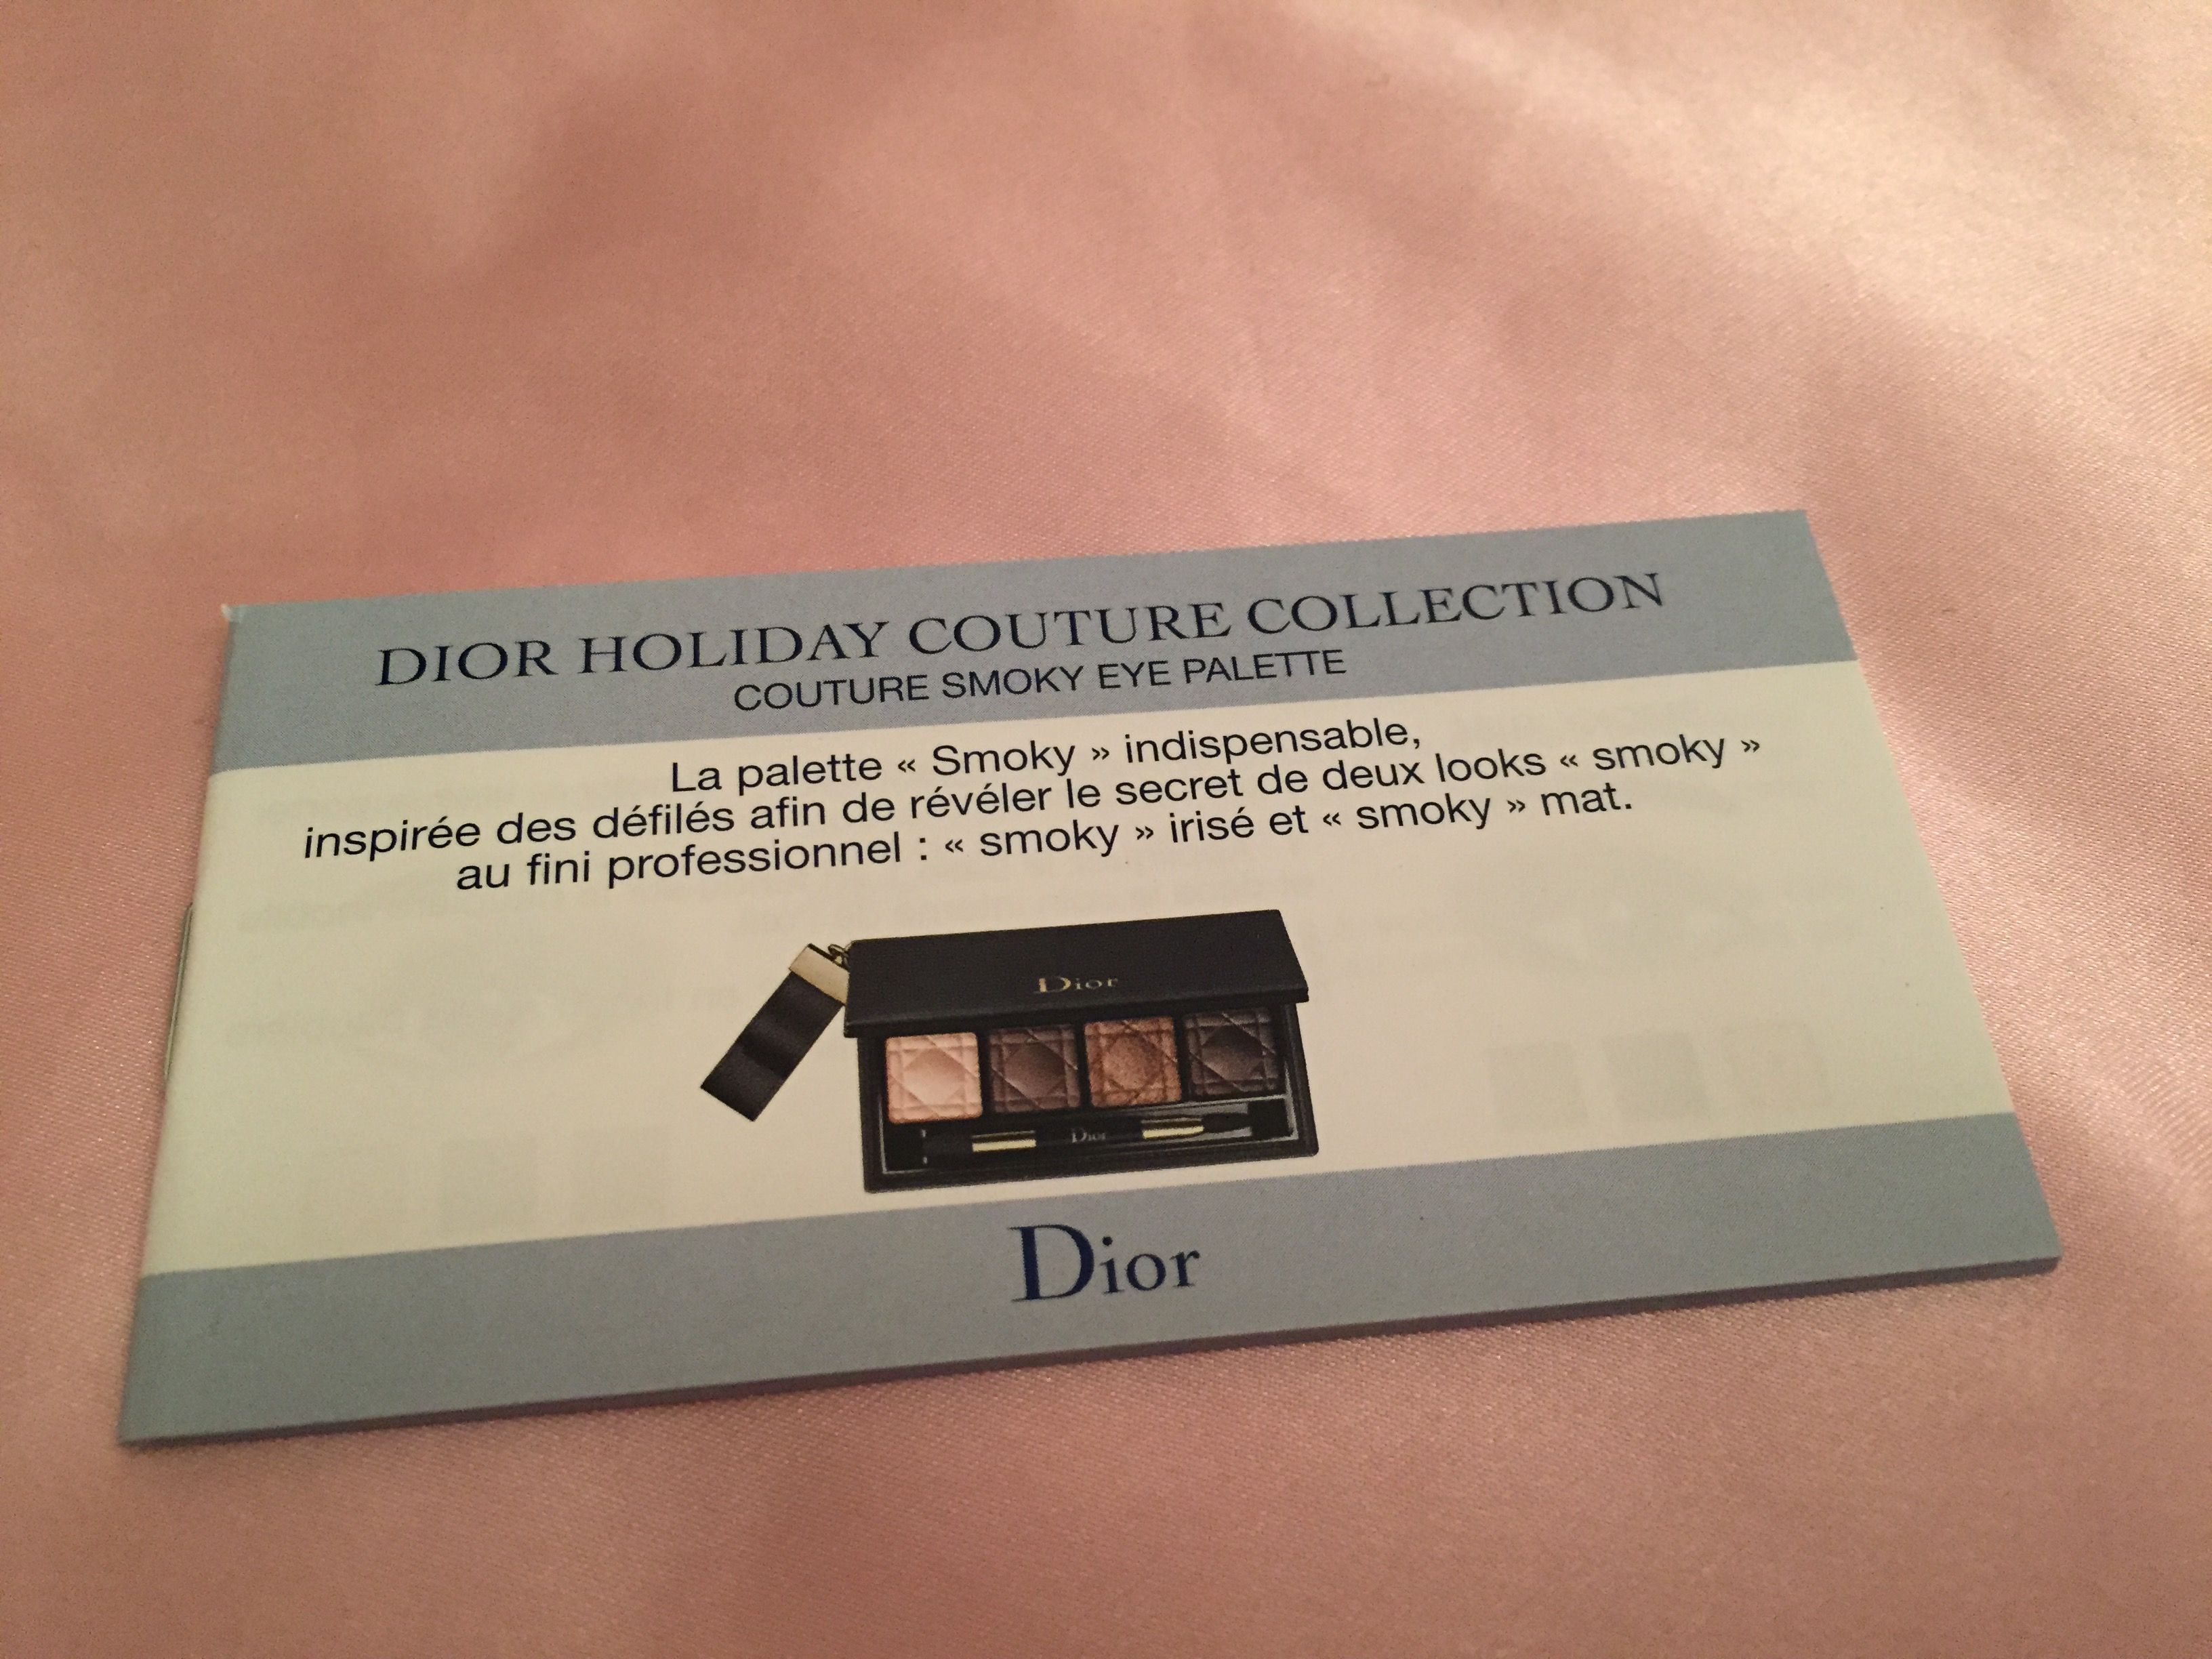 DIOR HOLIDAY COUTURE COLLECTION
COUTURE SMOKY EYE PALETTE
La palette « Smoky » indispensable,
inspirée des défilés afin de révéler le secret de deux looks « smoky »
au fini professionnel : « smoky » irisé et « smoky » mat.
Dior
Dior
Dior